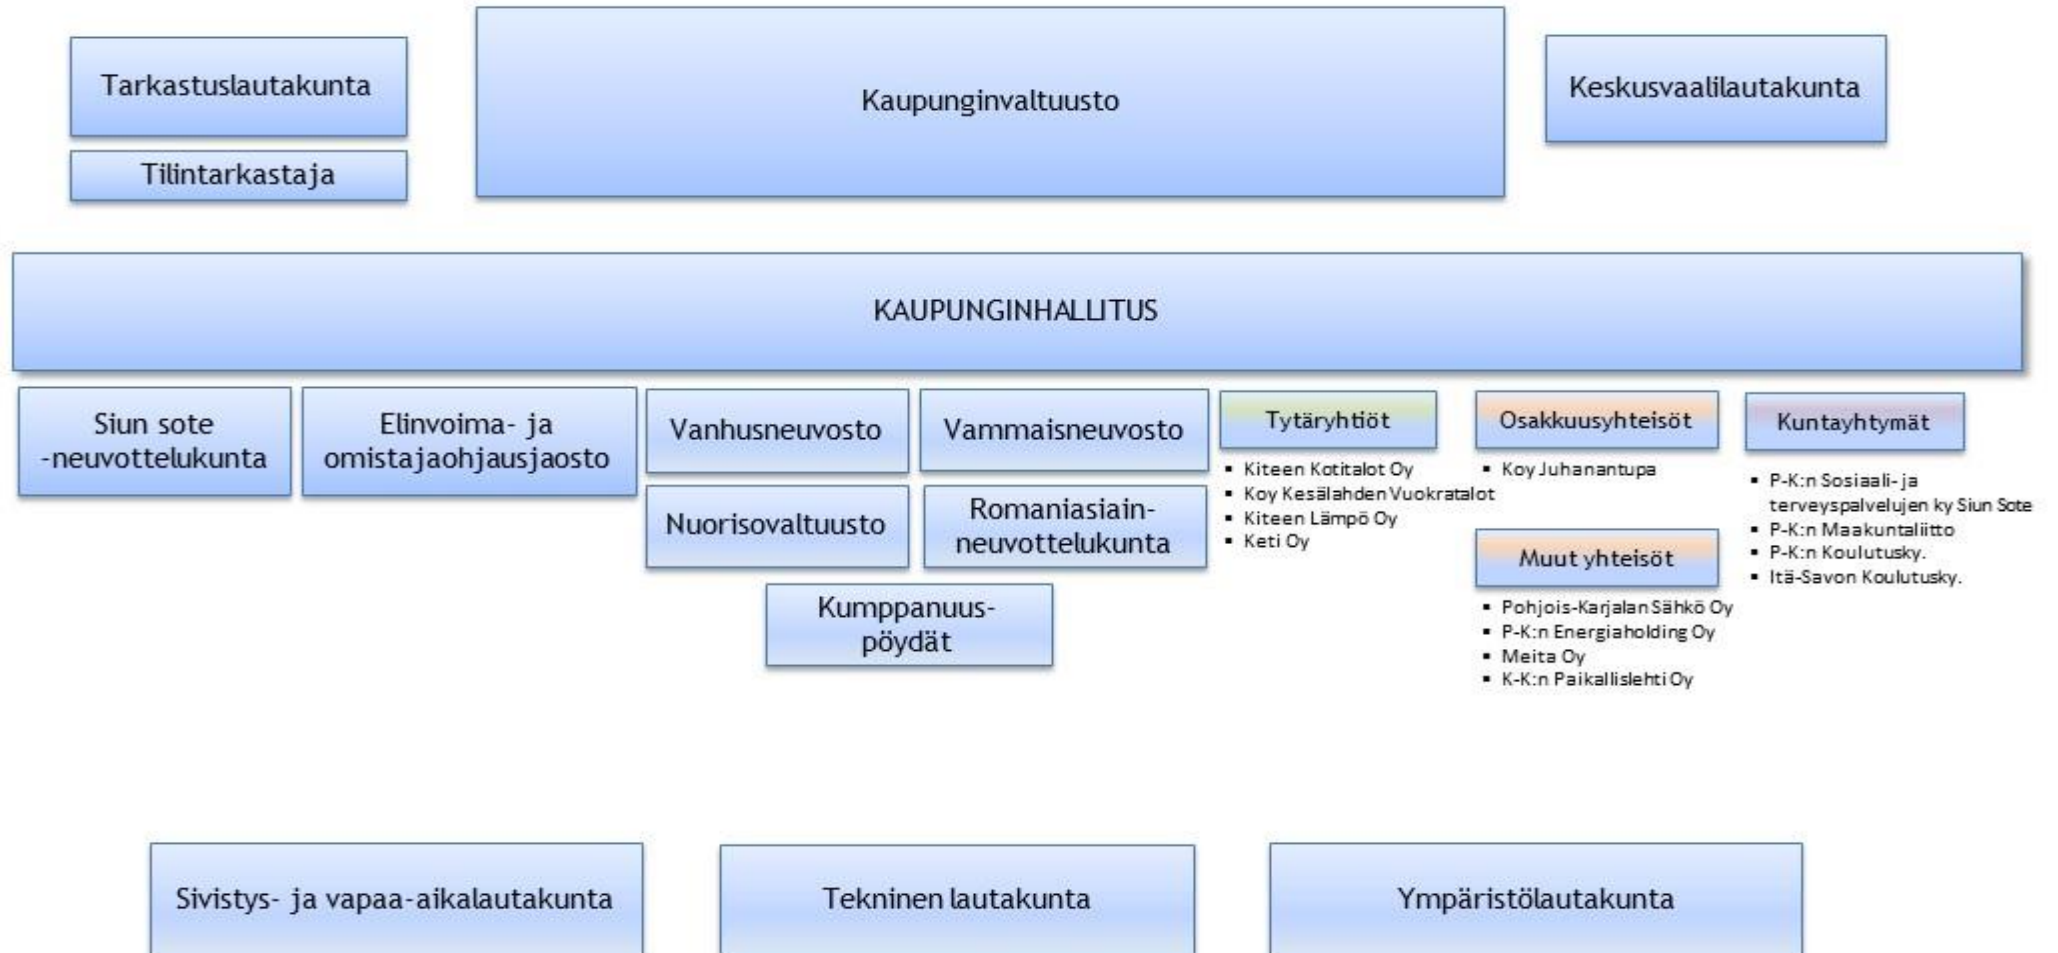 Tarkastuslautakunta
Tilintarkastaja
Kaupunginvaltuusto
Keskusvaalilautakunta
KAUPUNGINHALLITUS
Siun sote
-neuvottelukunta
Elinvoima- ja
omistajaohjausjaosto
Vanhusneuvosto
Vammaisneuvosto
Nuorisovaltuusto
Romaniasiain-
neuvottelukunta
Kumppanuus-
pöydät
Tytäryhtiöt
▪ Kiteen Kotitalot Oy
▪ Koy Kesälahden Vuokratalot
▪ Kiteen Lämpö Oy
▪ Keti Oy
Osakkuusyhteisöt
▪ Koy Juhanantupa
Muut yhteisöt
▪ Pohjois-Karjalan Sähkö Oy
▪ P-K:n Energiaholding Oy
▪ Meita Oy
▪ K-K:n Paikallislehti Oy
Kuntayhtymät
▪ P-K:n Sosiaali- ja
terveyspalvelujen ky Siun Sote
▪ P-K:n Maakuntaliitto
▪ P-K:n Koulutusky.
▪ Itä-Savon Koulutusky.
Sivistys- ja vapaa-aikalautakunta
Tekninen lautakunta
Ympäristölautakunta